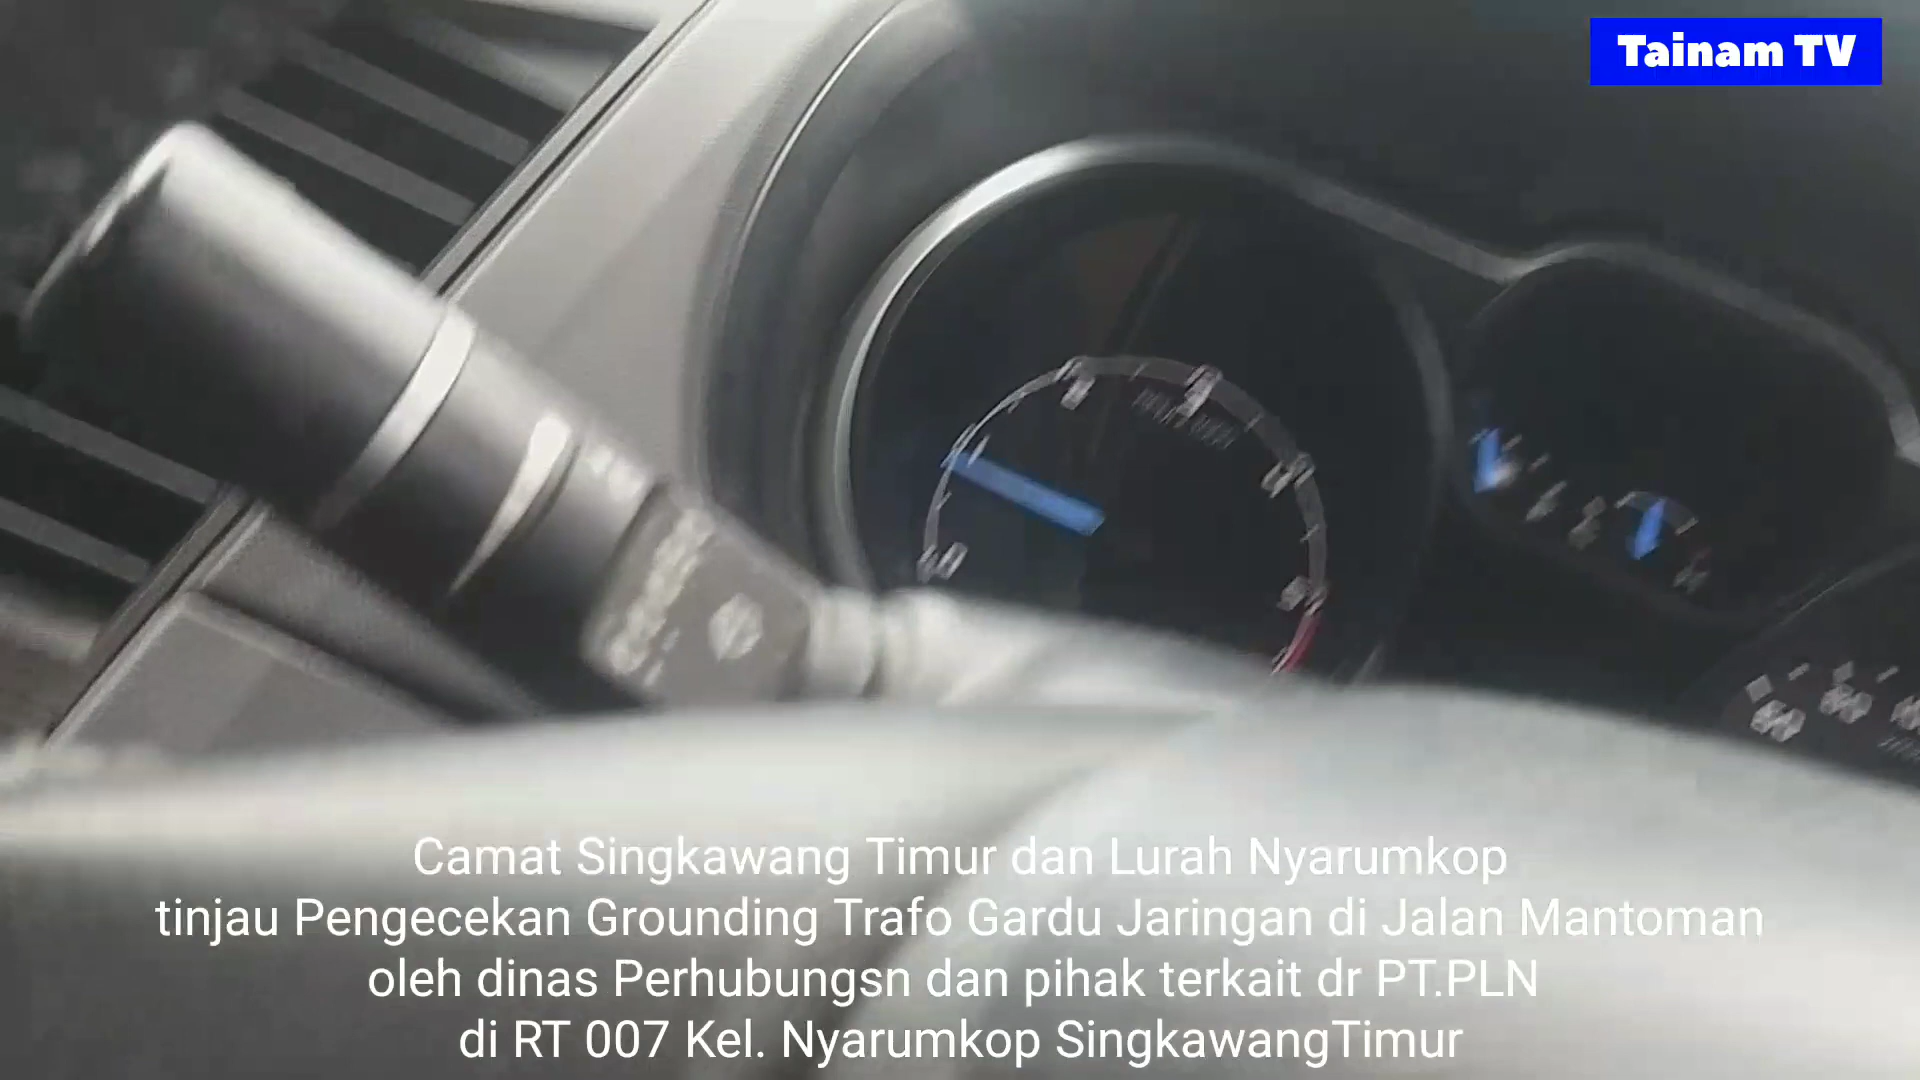 Tainam TV
Camat Singkawang Timur dan Lurah Nyarumkop
tinjau Pengecekan Grounding Trafo Gardu Jaringan di Jalan Mantoman
oleh dinas Perhubungsn dan pihak terkait dr PT.PLN
di RT 007 Kel. Nyarumkop SingkawangTimur